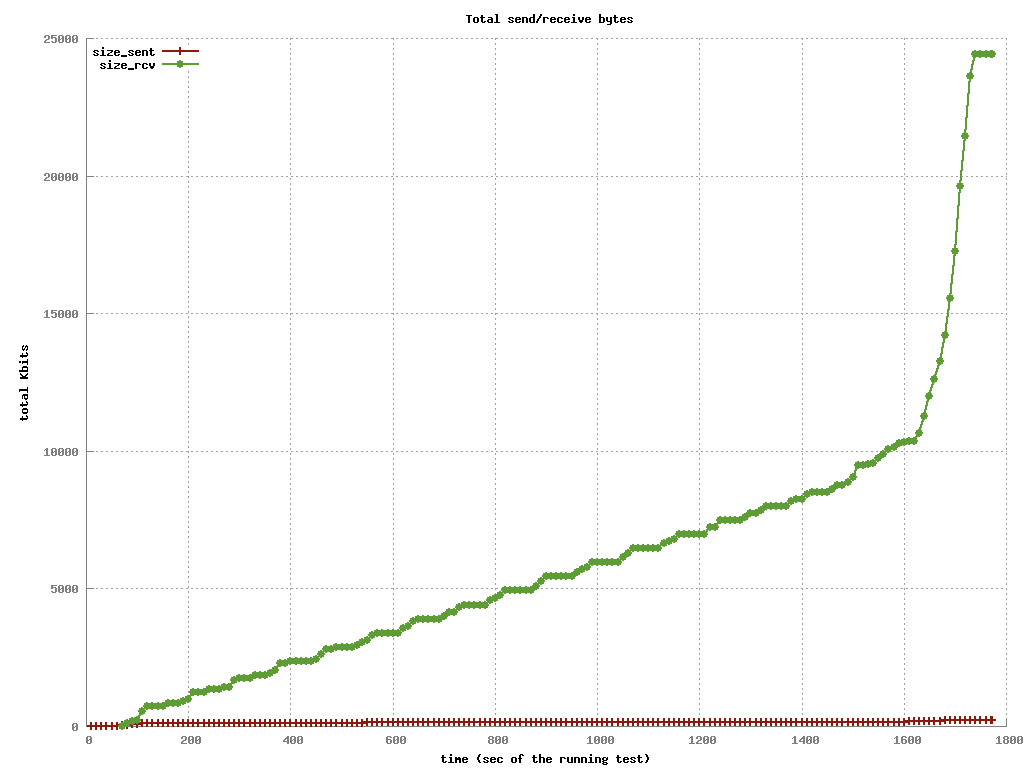 Total send/receive bytes
25000
size_sent
size_rcv
20000
15000
total Kbits
10000
5000
0
0 200 400 600 800 1000 1200 1400 1600 1800
time (sec of the running test)